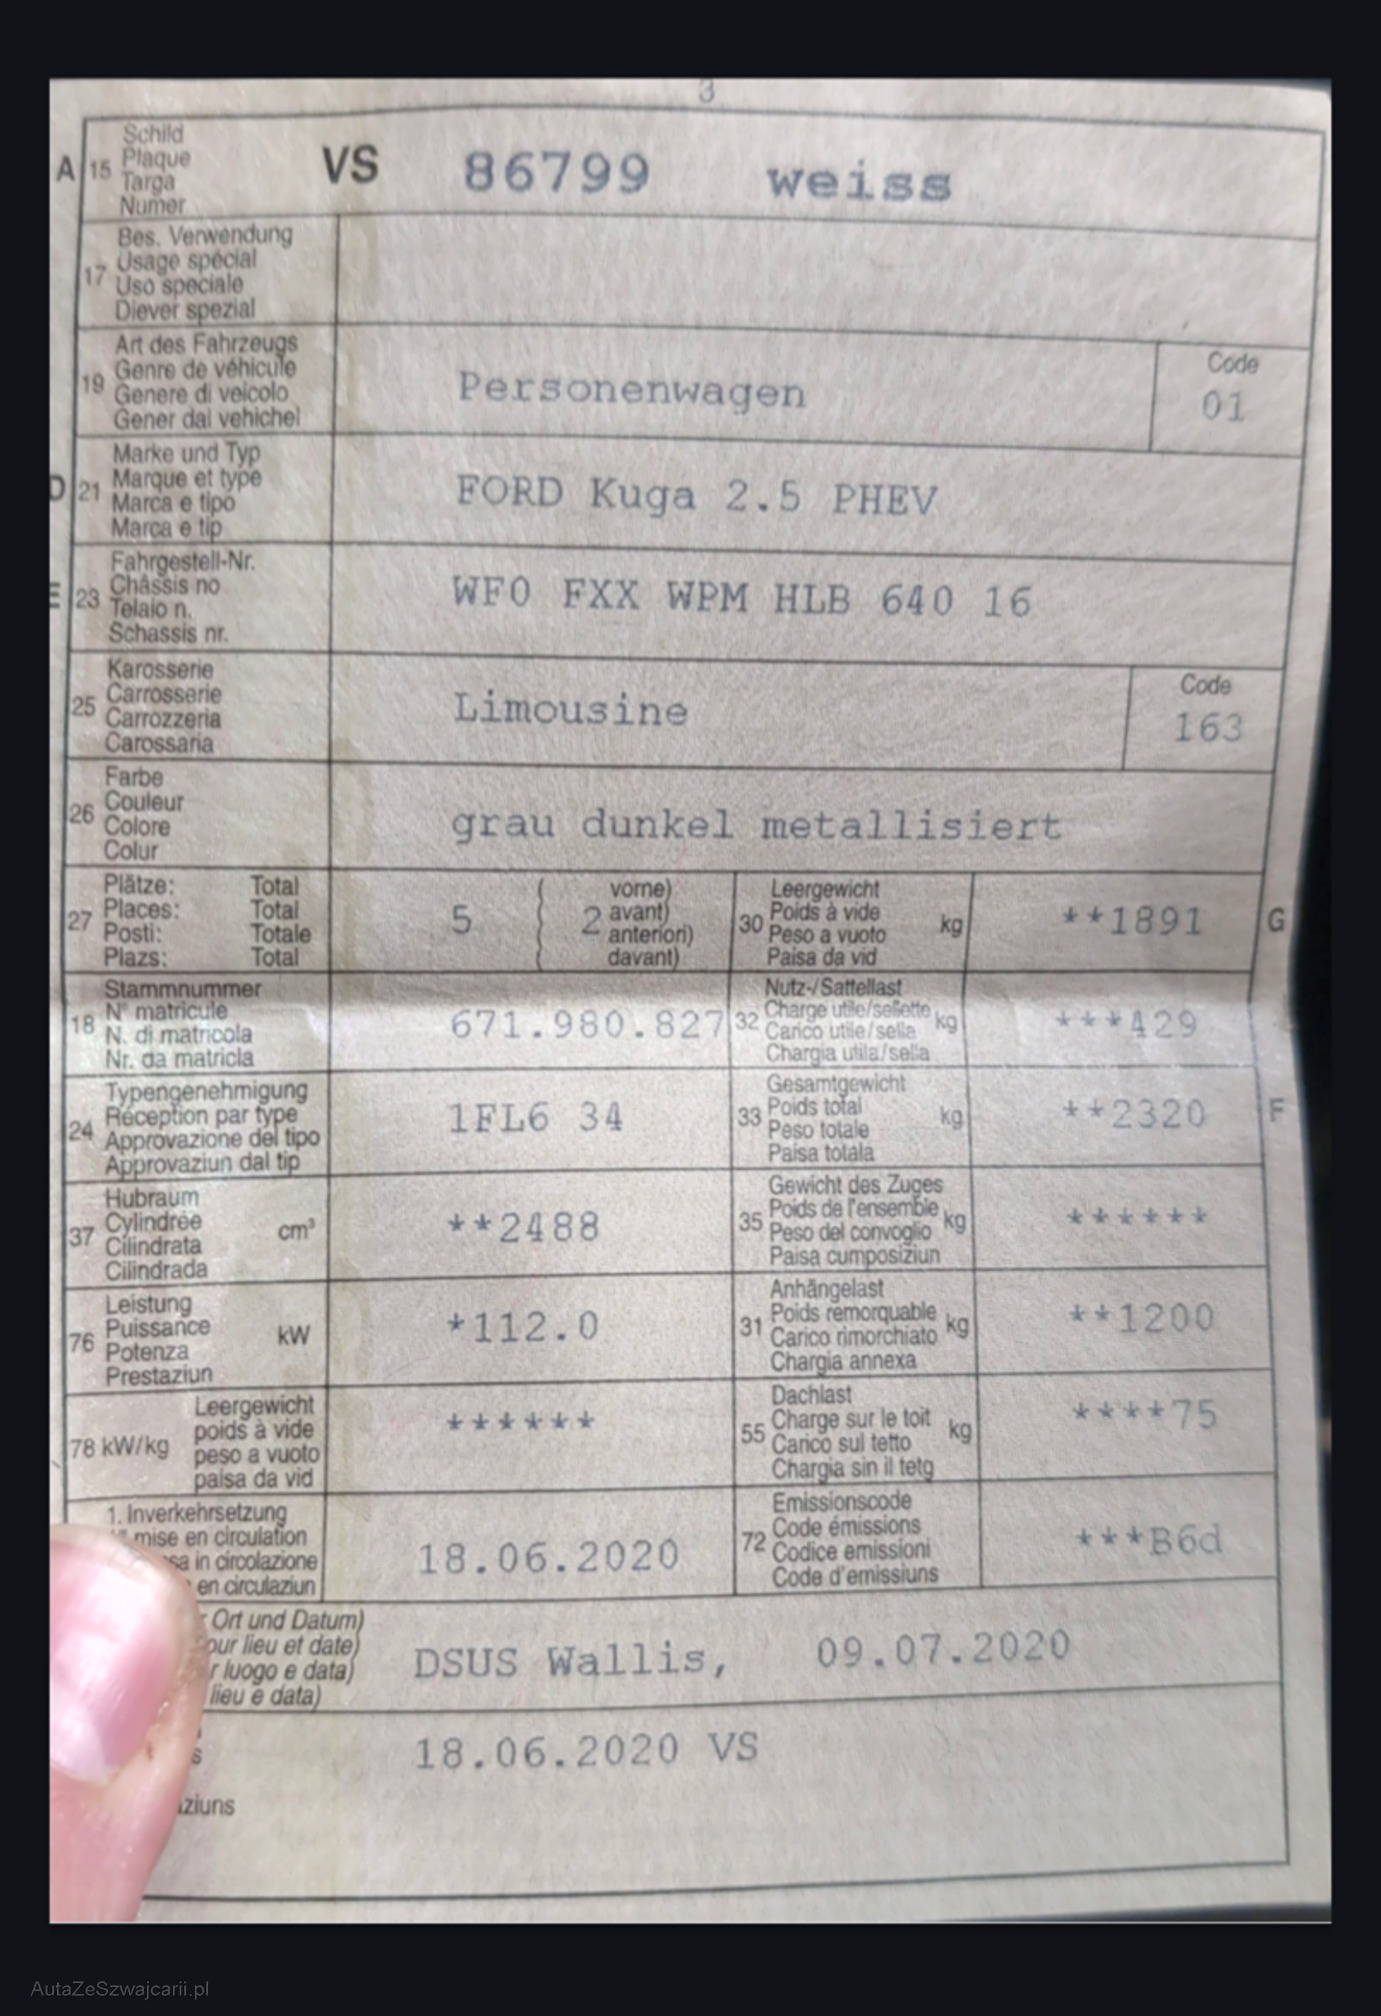 3
A 15 Schild
Plaque
Targa
Numer
VS 86799 weiss
17 Bes. Verwendung
Usage spécial
Uso speciale
Diever spezial
19 Art des Fahrzeugs
Genre de véhicule
Genere di veicolo
Gener dal vehichel
Personenwagen
Code
01
D 21 Marke und Typ
Marque et type
Marca e tipo
Marca e tip
FORD Kuga 2.5 PHEV
E 23 Fahrgestell-Nr.
Châssis no
Telaio n.
Schassis nr.
WF0 FXX WPM HLB 640 16
25 Karosserie
Carrosserie
Carrozzeria
Carossaria
Limousine
Code
163
26 Farbe
Couleur
Colore
Colur
grau dunkel metallisiert
27 Plätze: Total
Places: Total
Posti: Totale
Plazs: Total
5 ( 2 vorne)
avant)
anteriori)
davant)
30 Leergewicht
Poids à vide
Peso a vuoto
Paisa da vid
kg **1891 G
18 Stammnummer
N° matricule
N. di matricola
Nr. da matricla
671.980.827
32 Nutz-/Sattellast
Charge utile/sellette
Carico utile/sella
Chargia utila/sella
kg ***429
24 Typengenehmigung
Réception par type
Approvazione del tipo
Approvaziun dal tip
1FL6 34
33 Gesamtgewicht
Poids total
Peso totale
Paisa totala
kg **2320 F
37 Hubraum
Cylindrée
Cilindrata
Cilindrada
cm³ **2488
35 Gewicht des Zuges
Poids de l'ensemble
Peso del convoglio
Paisa cumposiziun
kg ******
76 Leistung
Puissance
Potenza
Prestaziun
kW *112.0
31 Anhängelast
Poids remorquable
Carico rimorchiato
Chargia annexa
kg **1200
78 kW/kg Leergewicht
poids à vide
peso a vuoto
paisa da vid
******
55 Dachlast
Charge sur le toit
Carico sul tetto
Chargia sin il tetg
kg ****75
1. Inverkehrsetzung
mise en circulation
sa in circolazione
en circulaziun
18.06.2020
72 Emissionscode
Code émissions
Codice emissioni
Code d'emissiuns
***B6d
r Ort und Datum)
our lieu et date)
r luogo e data)
lieu e data)
DSUS Wallis, 09.07.2020
s
18.06.2020 VS
ziuns
AutaZeSzwajcarii.pl